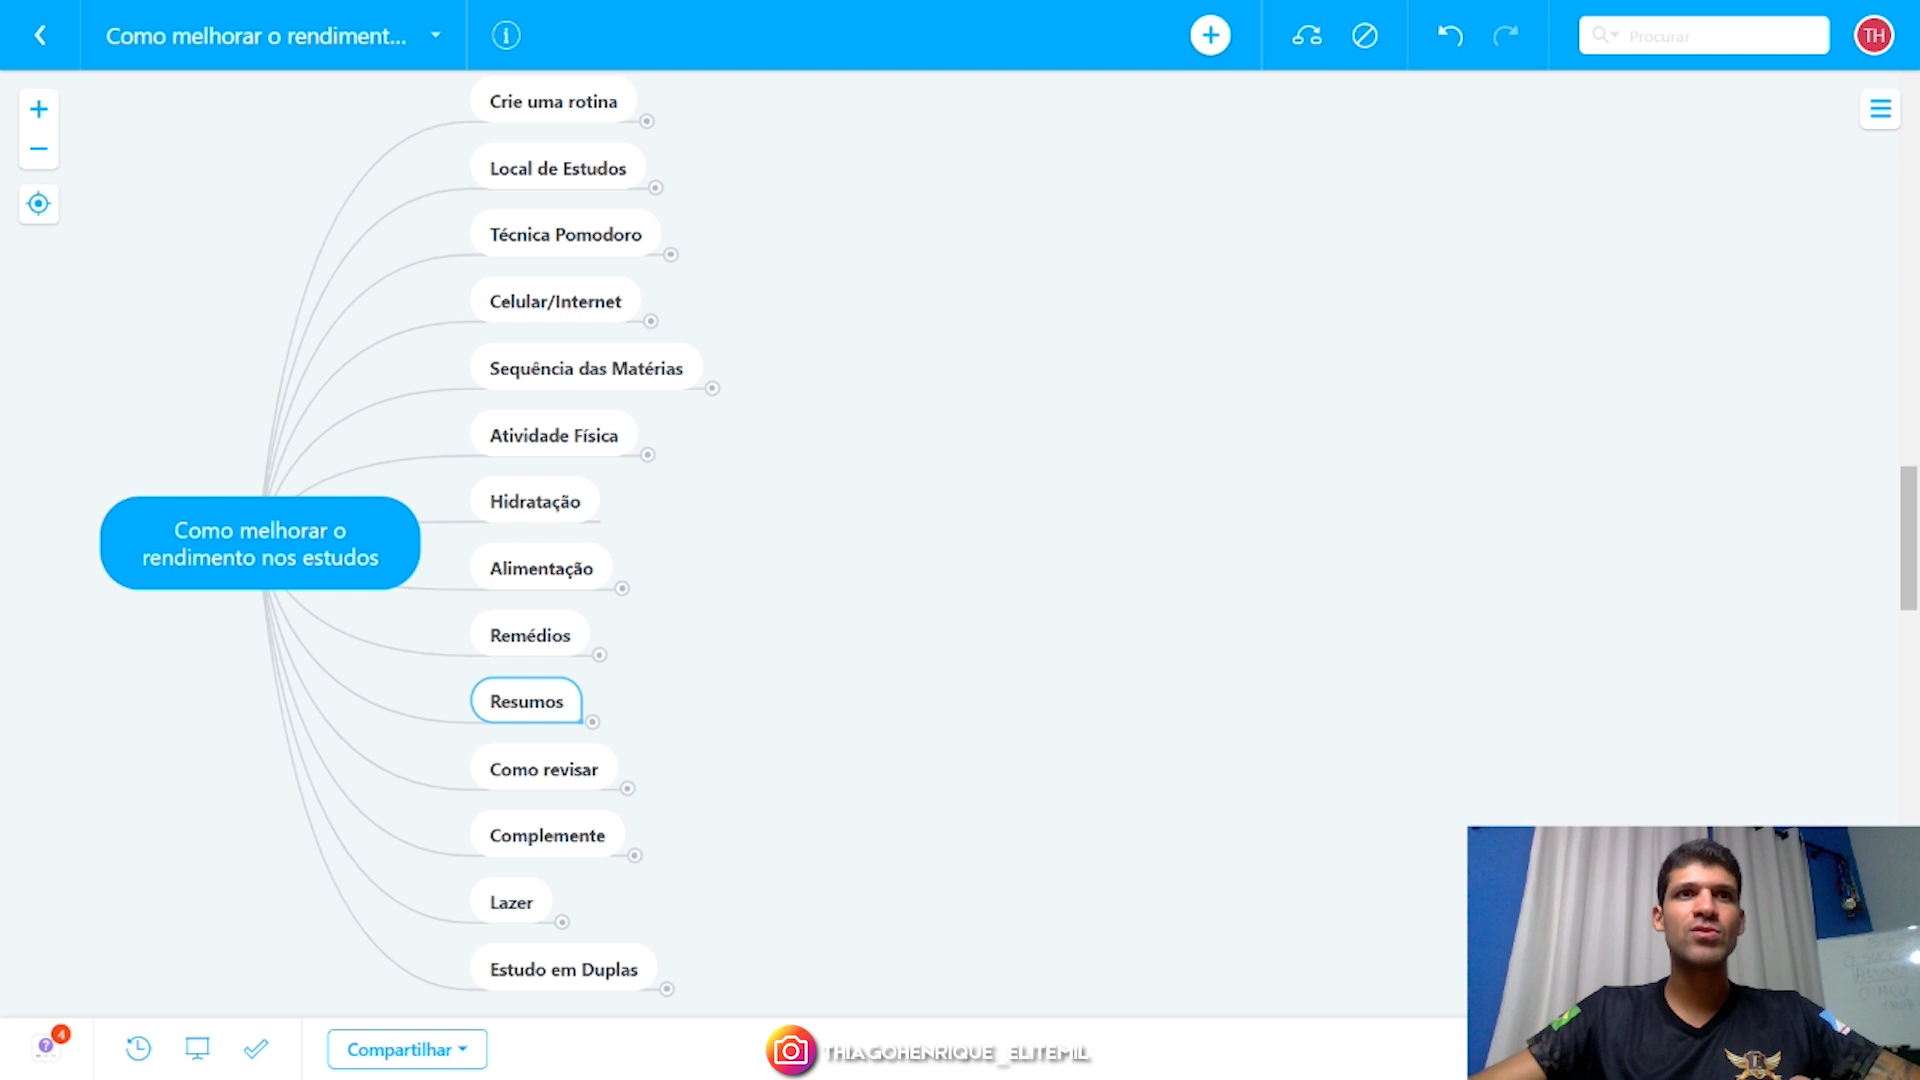 Como melhorar o rendiment...
i
Procurar
TH
Crie uma rotina
Local de Estudos
Técnica Pomodoro
Celular/Internet
Sequência das Matérias
Atividade Física
Hidratação
Como melhorar o
rendimento nos estudos
Alimentação
Remédios
Resumos
Como revisar
Complemente
Lazer
Estudo em Duplas
4
?
Compartilhar
THIAGOHENRIQUE_ELITEMIL